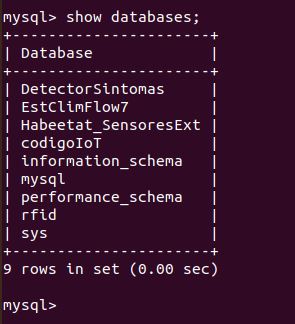 mysql> show databases;
+---------------------+
| Database            |
+---------------------+
| DetectorSintomas    |
| EstClimFlow7        |
| Habeetat_SensoresExt |
| codigoIoT           |
| information_schema  |
| mysql               |
| performance_schema  |
| rfid                |
| sys                 |
+---------------------+
9 rows in set (0.00 sec)
mysql>